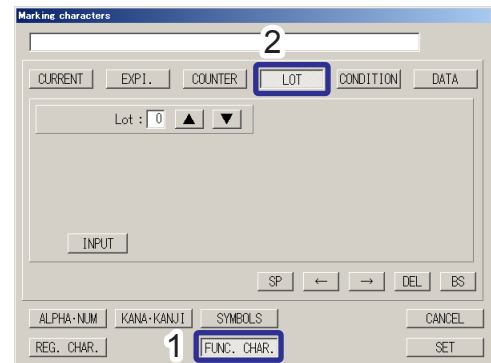 Marking characters
2
CURRENT EXPI. COUNTER LOT CONDITION DATA
Lot : 0 ▲ ▼
INPUT
SP ← → DEL BS
ALPHA·NUM KANA·KANJI SYMBOLS CANCEL
REG. CHAR. 1 FUNC. CHAR. SET